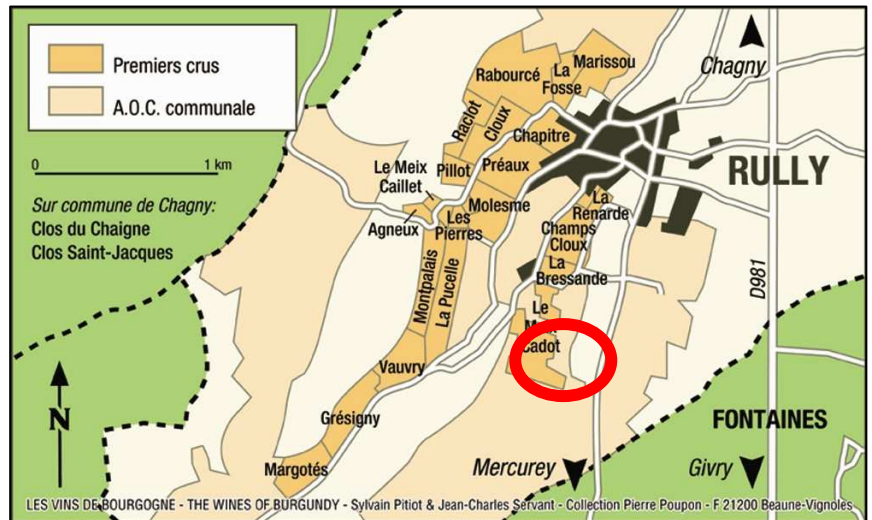 Premiers crus
A.O.C. communale
0 1 km
Sur commune de Chagny:
Clos du Chaigne
Clos Saint-Jacques
Marissou
La
Fosse
Rabourcé
Chagny
Raclot
Cloux
Chapitre
RULLY
Le Meix
Caillet
Pillot
Préaux
Agneux
Les
Pierres
Molesme
La
Renarde
Champs
Cloux
La
Bressande
Montpalais
La Pucelle
Le
Cadot
D981
Vauvry
Grésigny
Margotés
N
FONTAINES
Mercurey
Givry
LES VINS DE BOURGOGNE - THE WINES OF BURGUNDY - Sylvain Pitiot & Jean-Charles Servant - Collection Pierre Poupon - F 21200 Beaune-Vignoles